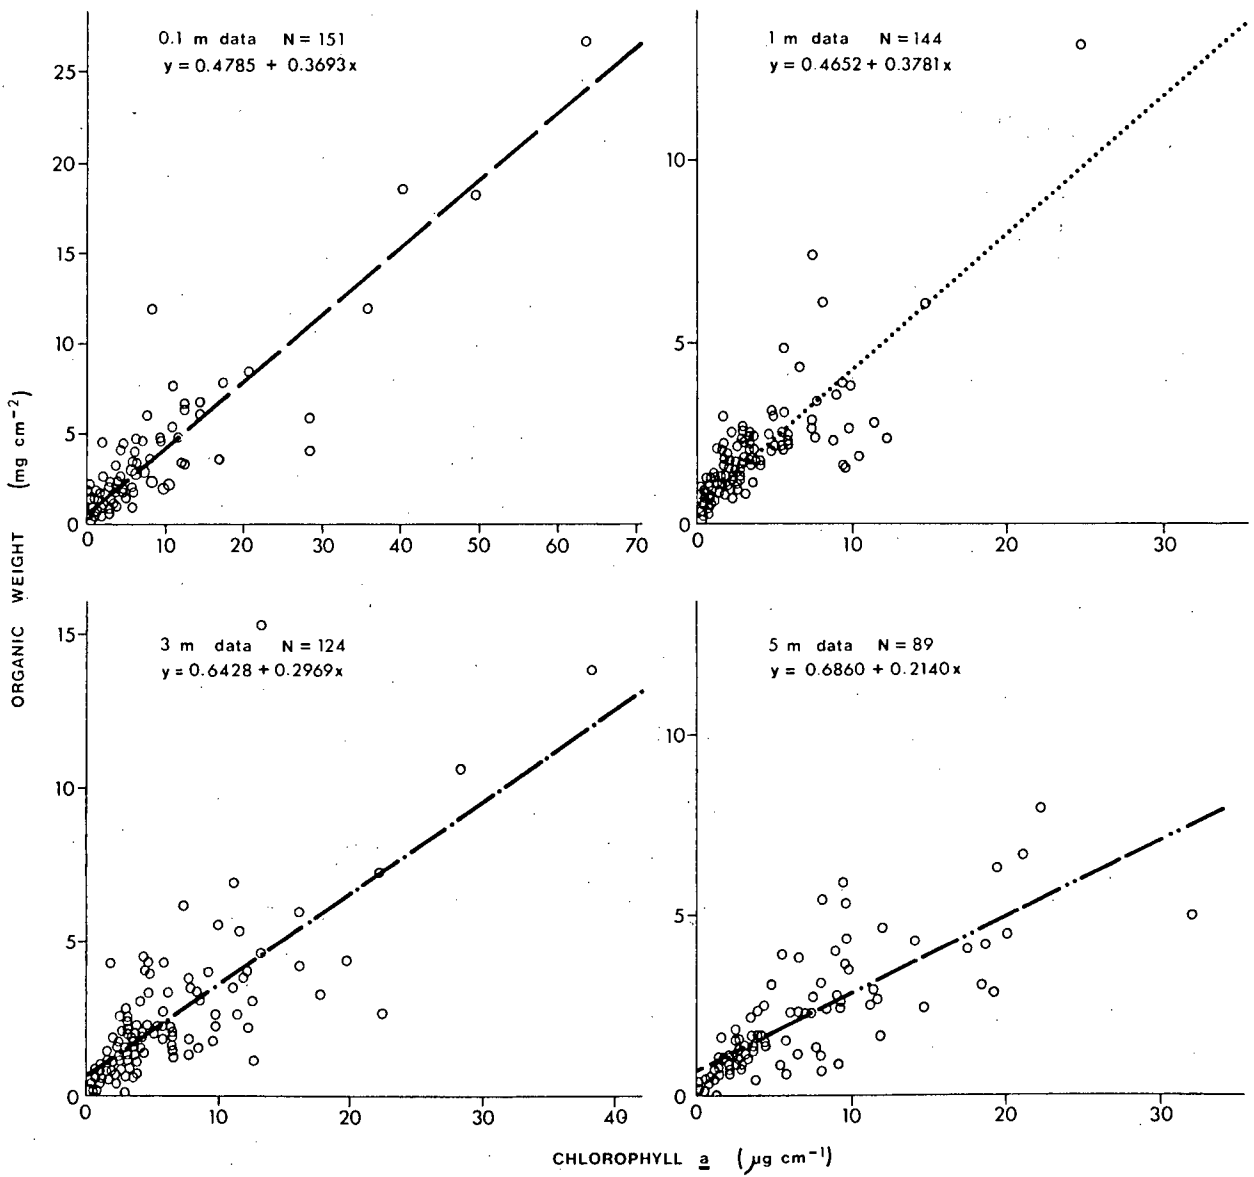 0.1 m data N = 151
y = 0.4785 + 0.3693x
25
20
15
10
5
0
0 10 20 30 40 50 60 70
1 m data N = 144
y = 0.4652 + 0.3781x
10
5
0
0 10 20 30
ORGANIC WEIGHT (mg cm⁻²)
3 m data N = 124
y = 0.6428 + 0.2969x
15
10
5
0
0 10 20 30 40
5 m data N = 89
y = 0.6860 + 0.2140x
10
5
0
0 10 20 30
CHLOROPHYLL a (µg cm⁻¹)